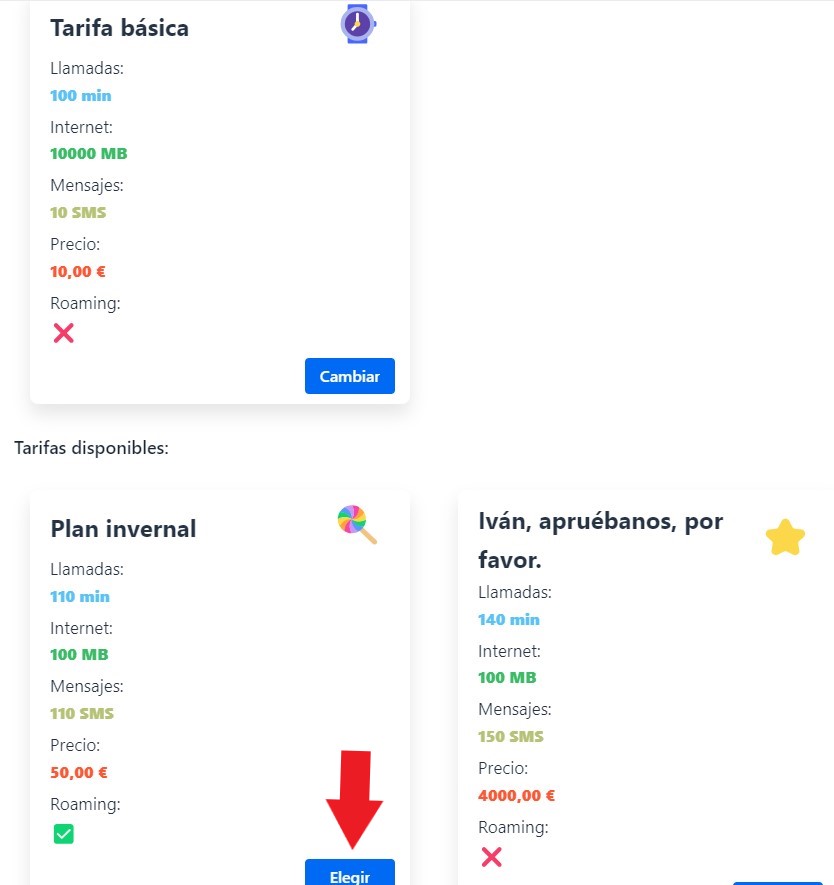 Tarifa básica
Llamadas:
100 min
Internet:
10000 MB
Mensajes:
10 SMS
Precio:
10,00 €
Roaming:
Cambiar
Tarifas disponibles:
Plan invernal
Llamadas:
110 min
Internet:
100 MB
Mensajes:
110 SMS
Precio:
50,00 €
Roaming:
Elegir
Iván, apruébanos, por
favor.
Llamadas:
140 min
Internet:
100 MB
Mensajes:
150 SMS
Precio:
4000,00 €
Roaming: